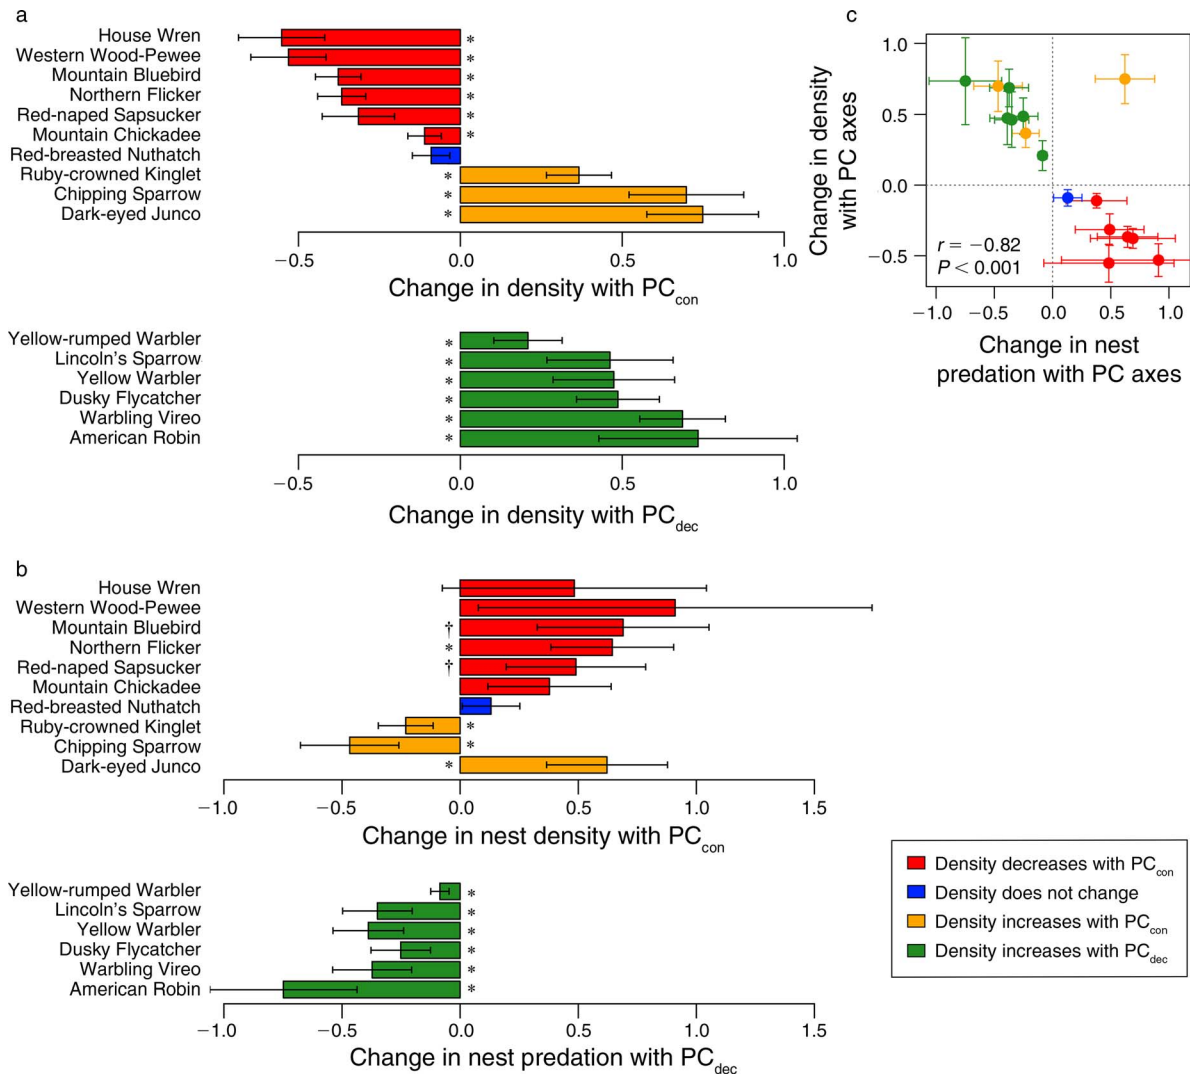 a
House Wren *
Western Wood-Pewee *
Mountain Bluebird *
Northern Flicker *
Red-naped Sapsucker *
Mountain Chickadee *
Red-breasted Nuthatch
Ruby-crowned Kinglet *
Chipping Sparrow *
Dark-eyed Junco *
−0.5 0.0 0.5 1.0
Change in density with PCcon
Yellow-rumped Warbler *
Lincoln's Sparrow *
Yellow Warbler *
Dusky Flycatcher *
Warbling Vireo *
American Robin *
−0.5 0.0 0.5 1.0
Change in density with PCdec
b
House Wren
Western Wood-Pewee
Mountain Bluebird †
Northern Flicker *
Red-naped Sapsucker †
Mountain Chickadee
Red-breasted Nuthatch
Ruby-crowned Kinglet *
Chipping Sparrow *
Dark-eyed Junco *
−1.0 −0.5 0.0 0.5 1.0 1.5
Change in nest density with PCcon
Yellow-rumped Warbler *
Lincoln's Sparrow *
Yellow Warbler *
Dusky Flycatcher *
Warbling Vireo *
American Robin *
−1.0 −0.5 0.0 0.5 1.0 1.5
Change in nest predation with PCdec
c
Change in density
with PC axes
1.0
0.5
0.0
−0.5
r = −0.82
P < 0.001
−1.0 −0.5 0.0 0.5 1.0
Change in nest
predation with PC axes
Density decreases with PCcon
Density does not change
Density increases with PCcon
Density increases with PCdec